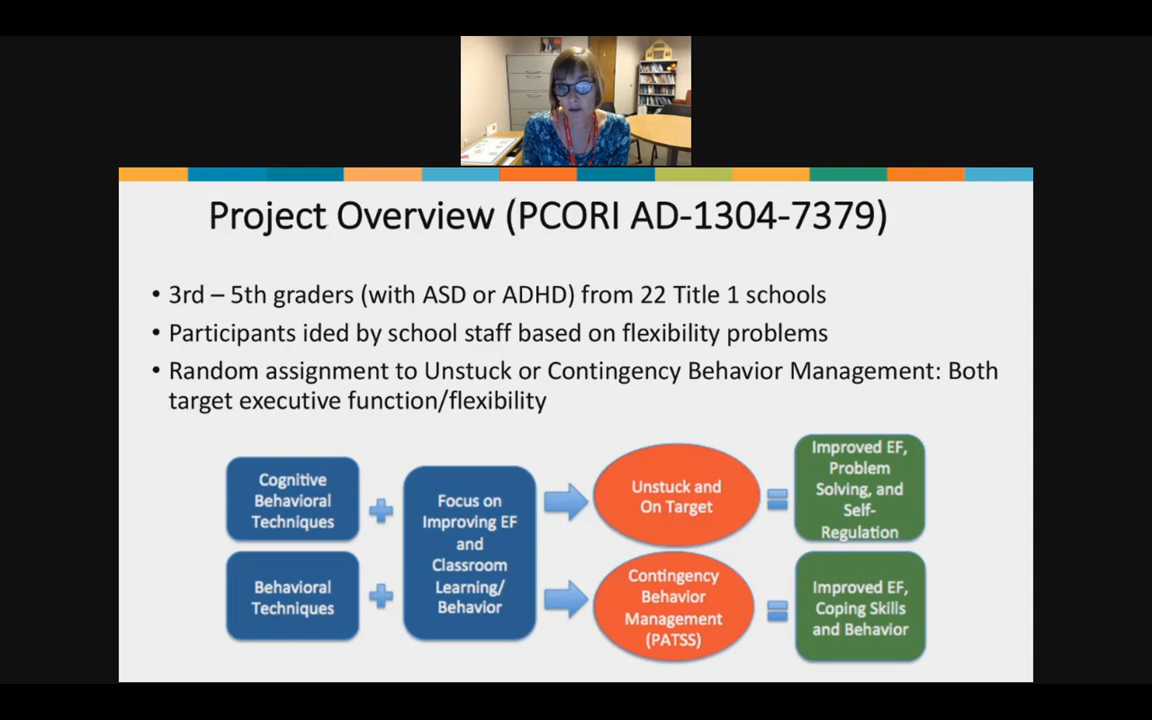 Project Overview (PCORI AD-1304-7379)
• 3rd – 5th graders (with ASD or ADHD) from 22 Title 1 schools
• Participants ided by school staff based on flexibility problems
• Random assignment to Unstuck or Contingency Behavior Management: Both
target executive function/flexibility
Cognitive
Behavioral
Techniques
Focus on
Improving EF
and
Classroom
Learning/
Behavior
Unstuck and
On Target
Improved EF,
Problem
Solving, and
Self-
Regulation
Behavioral
Techniques
Contingency
Behavior
Management
(PATSS)
Improved EF,
Coping Skills
and Behavior